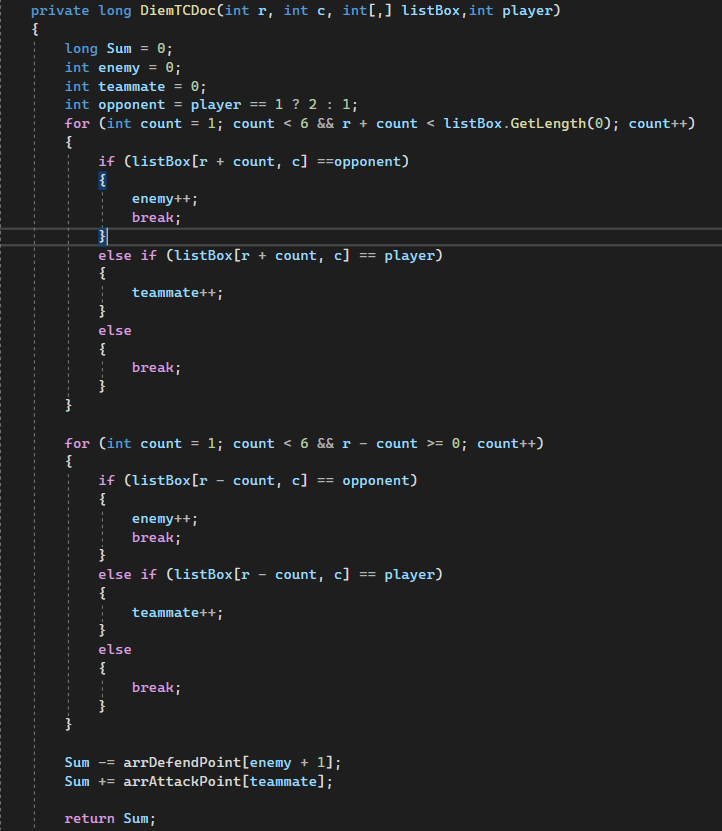 private long DiemTCDoc(int r, int c, int[,] listBox,int player)
{
long Sum = 0;
int enemy = 0;
int teammate = 0;
int opponent = player == 1 ? 2 : 1;
for (int count = 1; count < 6 && r + count < listBox.GetLength(0); count++)
{
if (listBox[r + count, c] ==opponent)
{
enemy++;
break;
}
else if (listBox[r + count, c] == player)
{
teammate++;
}
else
{
break;
}
}
for (int count = 1; count < 6 && r - count >= 0; count++)
{
if (listBox[r - count, c] == opponent)
{
enemy++;
break;
}
else if (listBox[r - count, c] == player)
{
teammate++;
}
else
{
break;
}
}
Sum -= arrDefendPoint[enemy + 1];
Sum += arrAttackPoint[teammate];
return Sum;